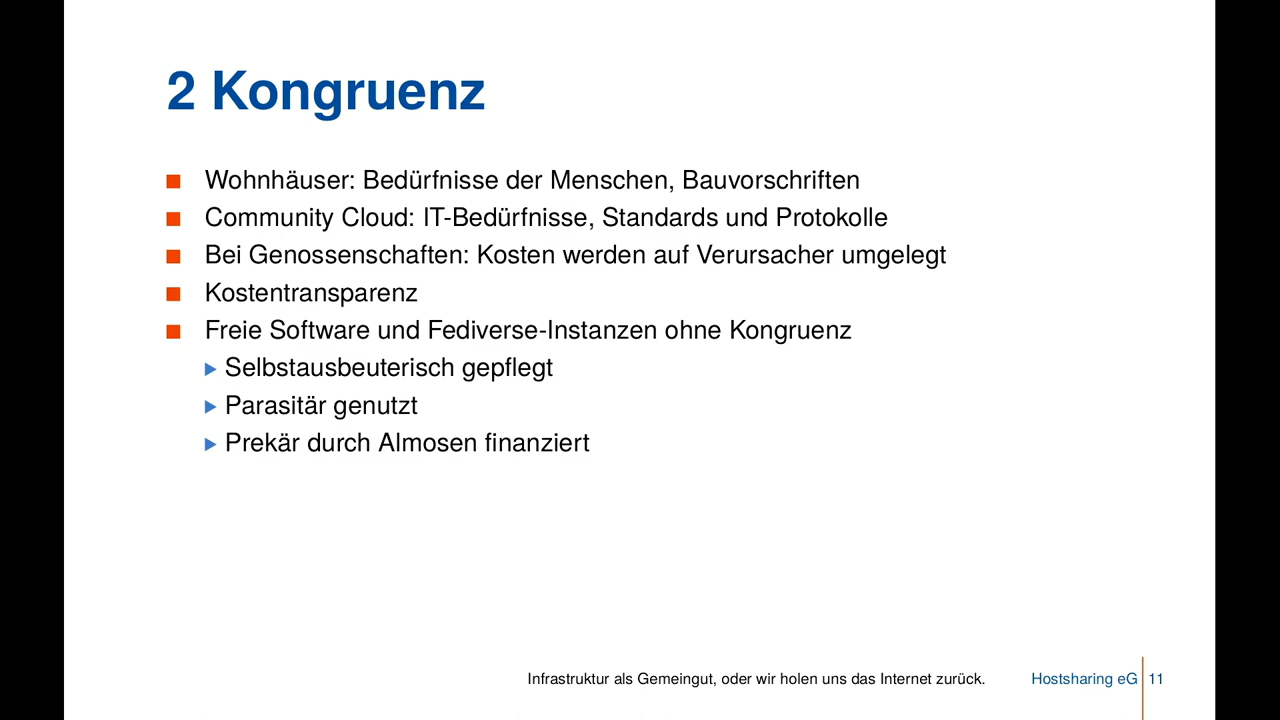 2 Kongruenz
Wohnhäuser: Bedürfnisse der Menschen, Bauvorschriften
Community Cloud: IT-Bedürfnisse, Standards und Protokolle
Bei Genossenschaften: Kosten werden auf Verursacher umgelegt
Kostentransparenz
Freie Software und Fediverse-Instanzen ohne Kongruenz
Selbstausbeuterisch gepflegt
Parasitär genutzt
Prekär durch Almosen finanziert
Infrastruktur als Gemeingut, oder wir holen uns das Internet zurück. Hostsharing eG 11